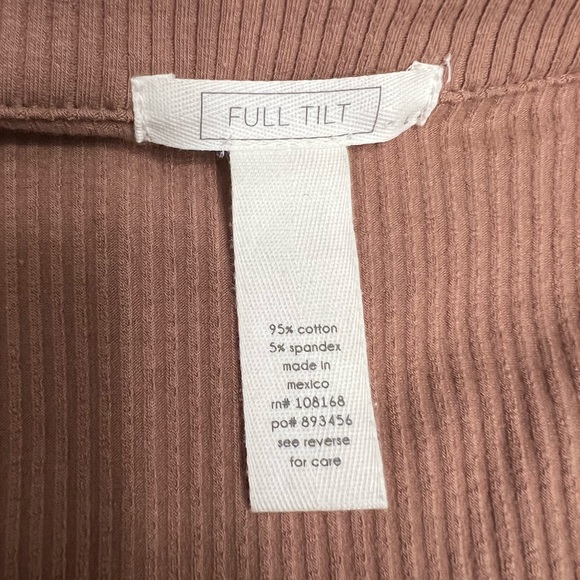 FULL TILT
95% cotton
5% spandex
made in
mexico
rn# 108168
po# 893456
see reverse
for care